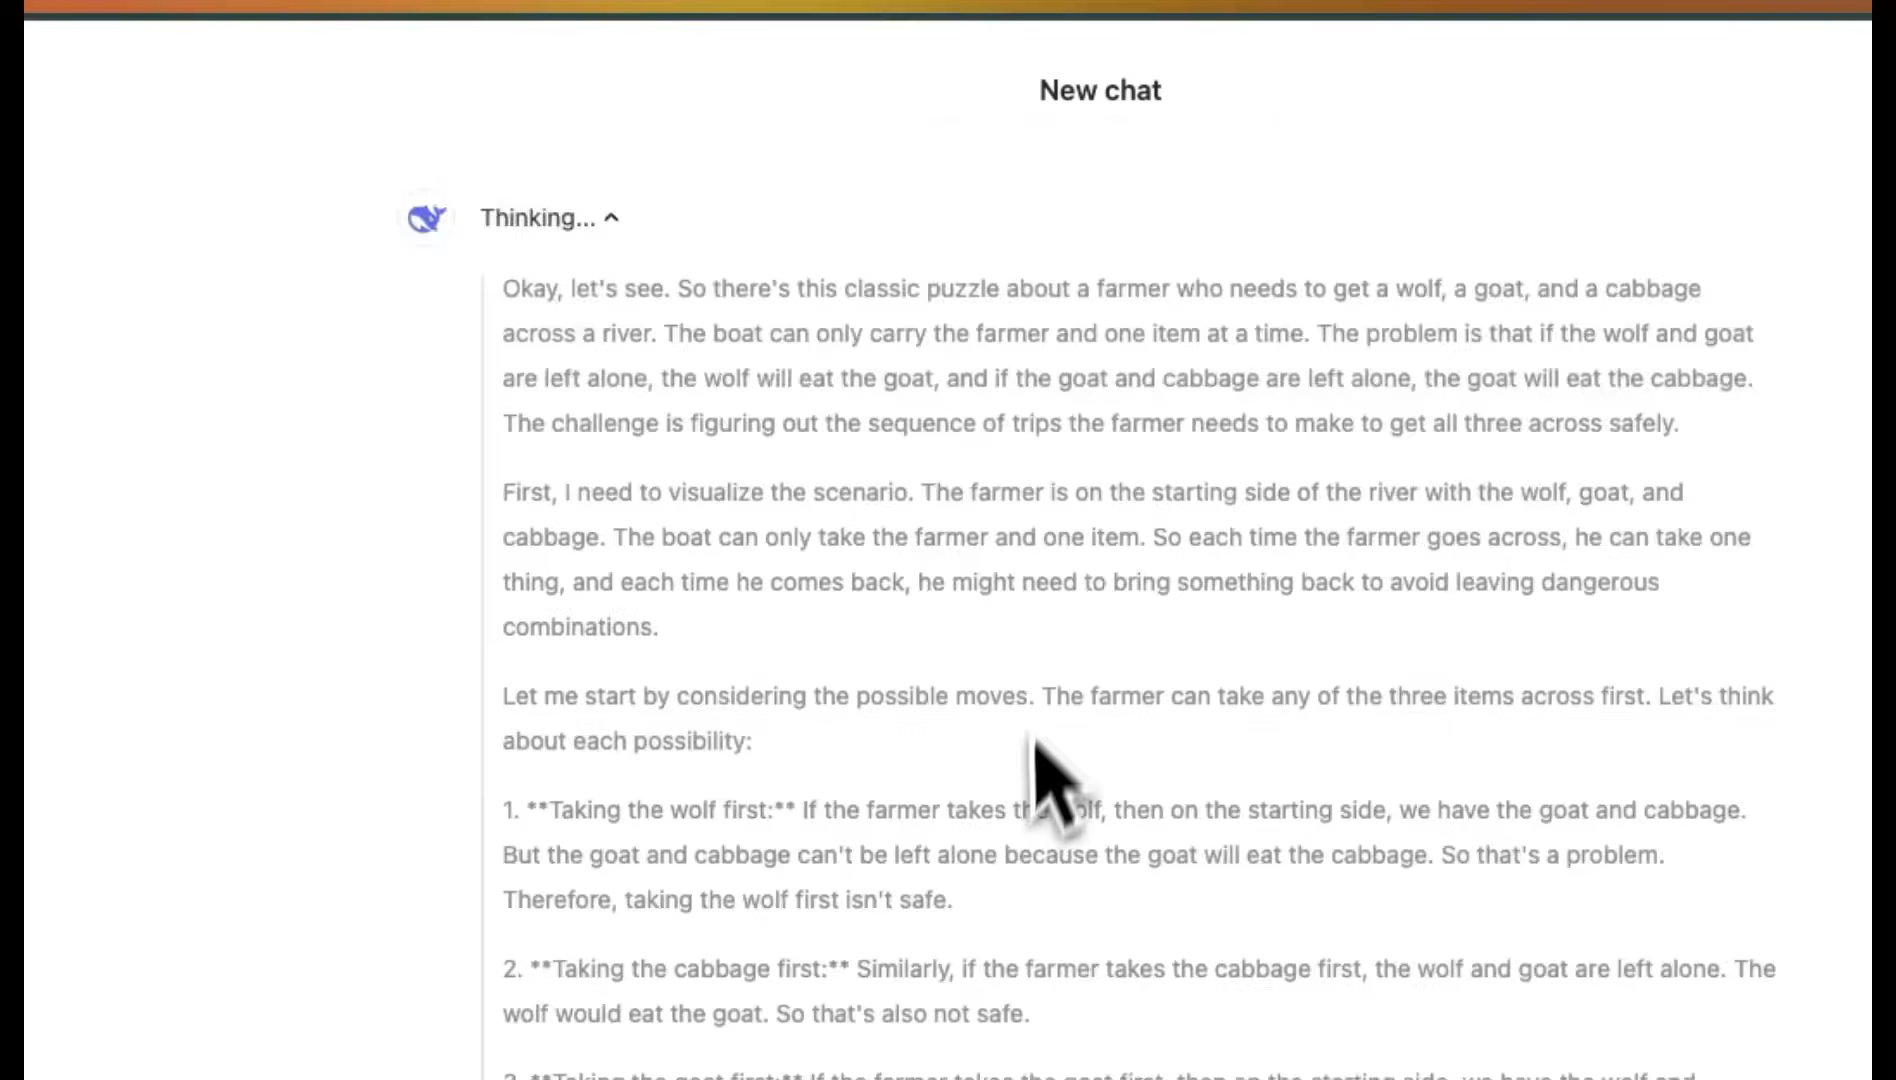 New chat
Thinking...
Okay, let's see. So there's this classic puzzle about a farmer who needs to get a wolf, a goat, and a cabbage
across a river. The boat can only carry the farmer and one item at a time. The problem is that if the wolf and goat
are left alone, the wolf will eat the goat, and if the goat and cabbage are left alone, the goat will eat the cabbage.
The challenge is figuring out the sequence of trips the farmer needs to make to get all three across safely.
First, I need to visualize the scenario. The farmer is on the starting side of the river with the wolf, goat, and
cabbage. The boat can only take the farmer and one item. So each time the farmer goes across, he can take one
thing, and each time he comes back, he might need to bring something back to avoid leaving dangerous
combinations.
Let me start by considering the possible moves. The farmer can take any of the three items across first. Let's think
about each possibility:
1. **Taking the wolf first:** If the farmer takes then on the starting side, we have the goat and cabbage.
But the goat and cabbage can't be left alone because the goat will eat the cabbage. So that's a problem.
Therefore, taking the wolf first isn't safe.
2. **Taking the cabbage first:** Similarly, if the farmer takes the cabbage first, the wolf and goat are left alone. The
wolf would eat the goat. So that's also not safe.